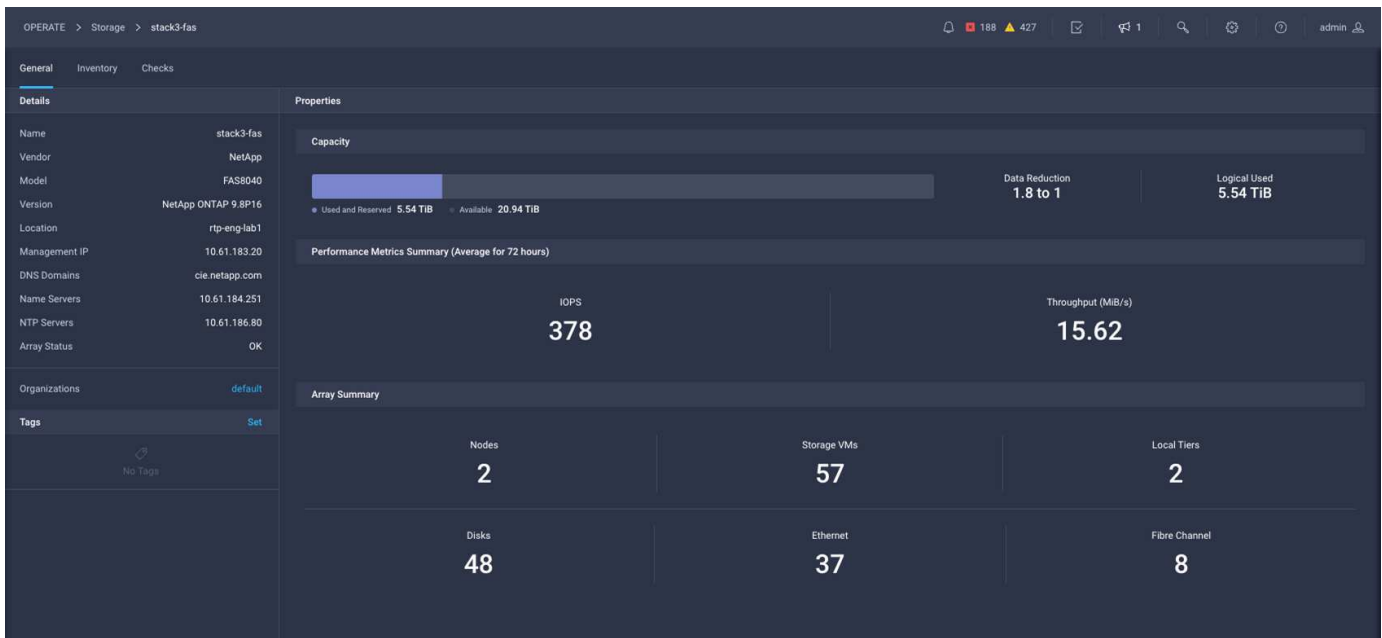 OPERATE > Storage > stack3-fas
188 427 1 admin
General Inventory Checks
Details
Name stack3-fas
Vendor NetApp
Model FAS8040
Version NetApp ONTAP 9.8P16
Location rtp-eng-lab1
Management IP 10.61.183.20
DNS Domains cie.netapp.com
Name Servers 10.61.184.251
NTP Servers 10.61.186.80
Array Status OK
Organizations default
Tags Set
No Tags
Properties
Capacity
Used and Reserved 5.54 TiB Available 20.94 TiB
Data Reduction
1.8 to 1
Logical Used
5.54 TiB
Performance Metrics Summary (Average for 72 hours)
IOPS
378
Throughput (MiB/s)
15.62
Array Summary
Nodes
2
Storage VMs
57
Local Tiers
2
Disks
48
Ethernet
37
Fibre Channel
8